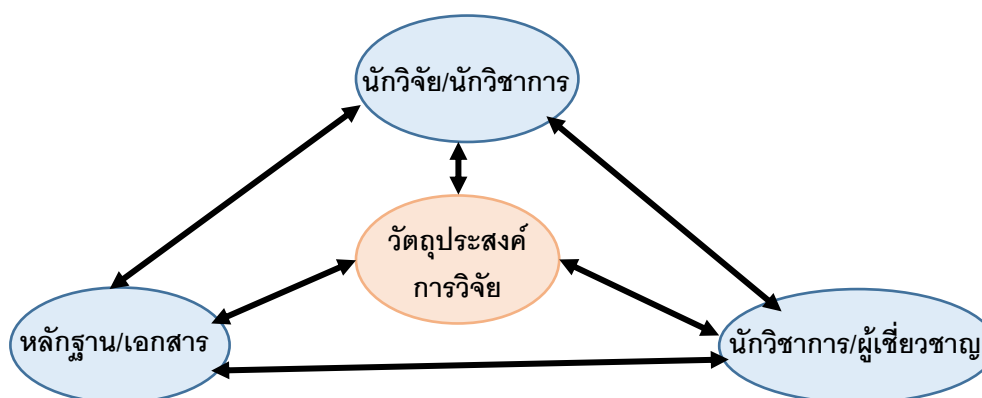 นักวิจัย/นักวิชาการ
วัตถุประสงค์
การวิจัย
หลักฐาน/เอกสาร
นักวิชาการ/ผู้เชี่ยวชาญ